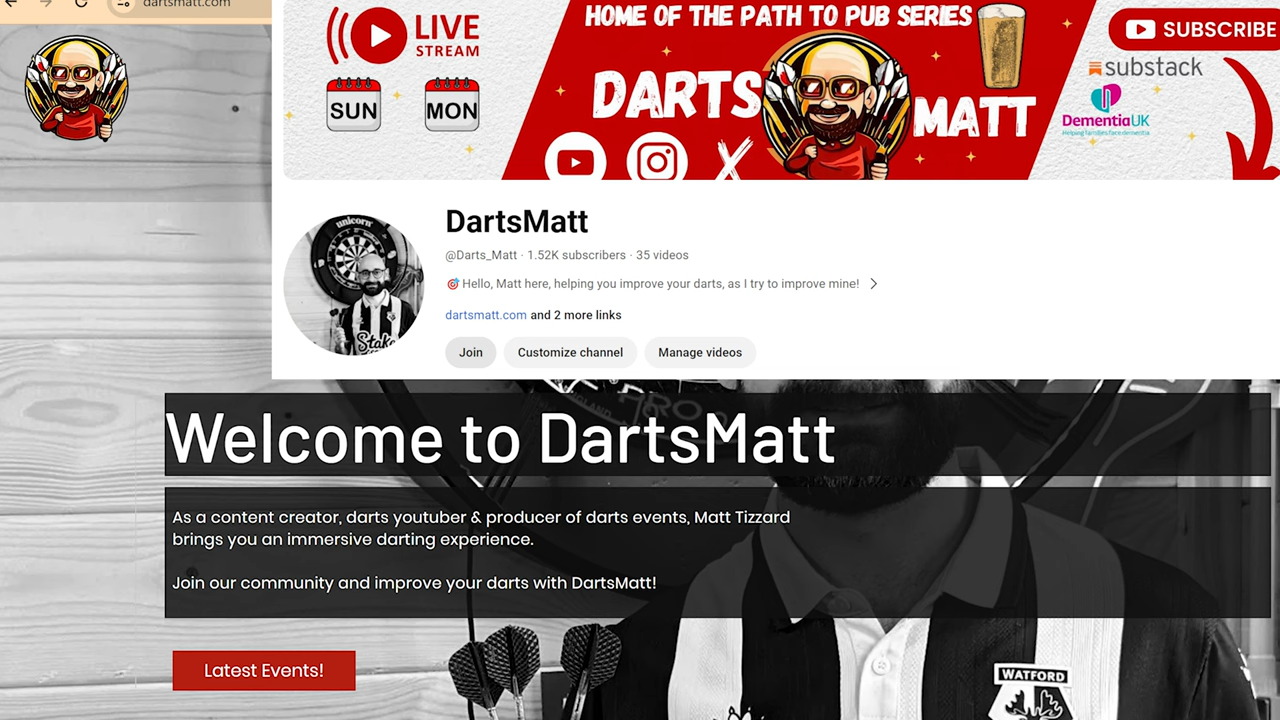 dartsmatt.com
LIVE
STREAM
SUN
MON
HOME OF THE PATH TO PUB SERIES
DARTS
MATT
SUBSCRIBE
substack
DementiaUK
Helping families face dementia
unicorn
Stake
DartsMatt
@Darts_Matt · 1.52K subscribers · 35 videos
🎯 Hello, Matt here, helping you improve your darts, as I try to improve mine!
dartsmatt.com and 2 more links
Join
Customize channel
Manage videos
PRO
Welcome to DartsMatt
As a content creator, darts youtuber & producer of darts events, Matt Tizzard
brings you an immersive darting experience.
Join our community and improve your darts with DartsMatt!
Latest Events!
WATFORD